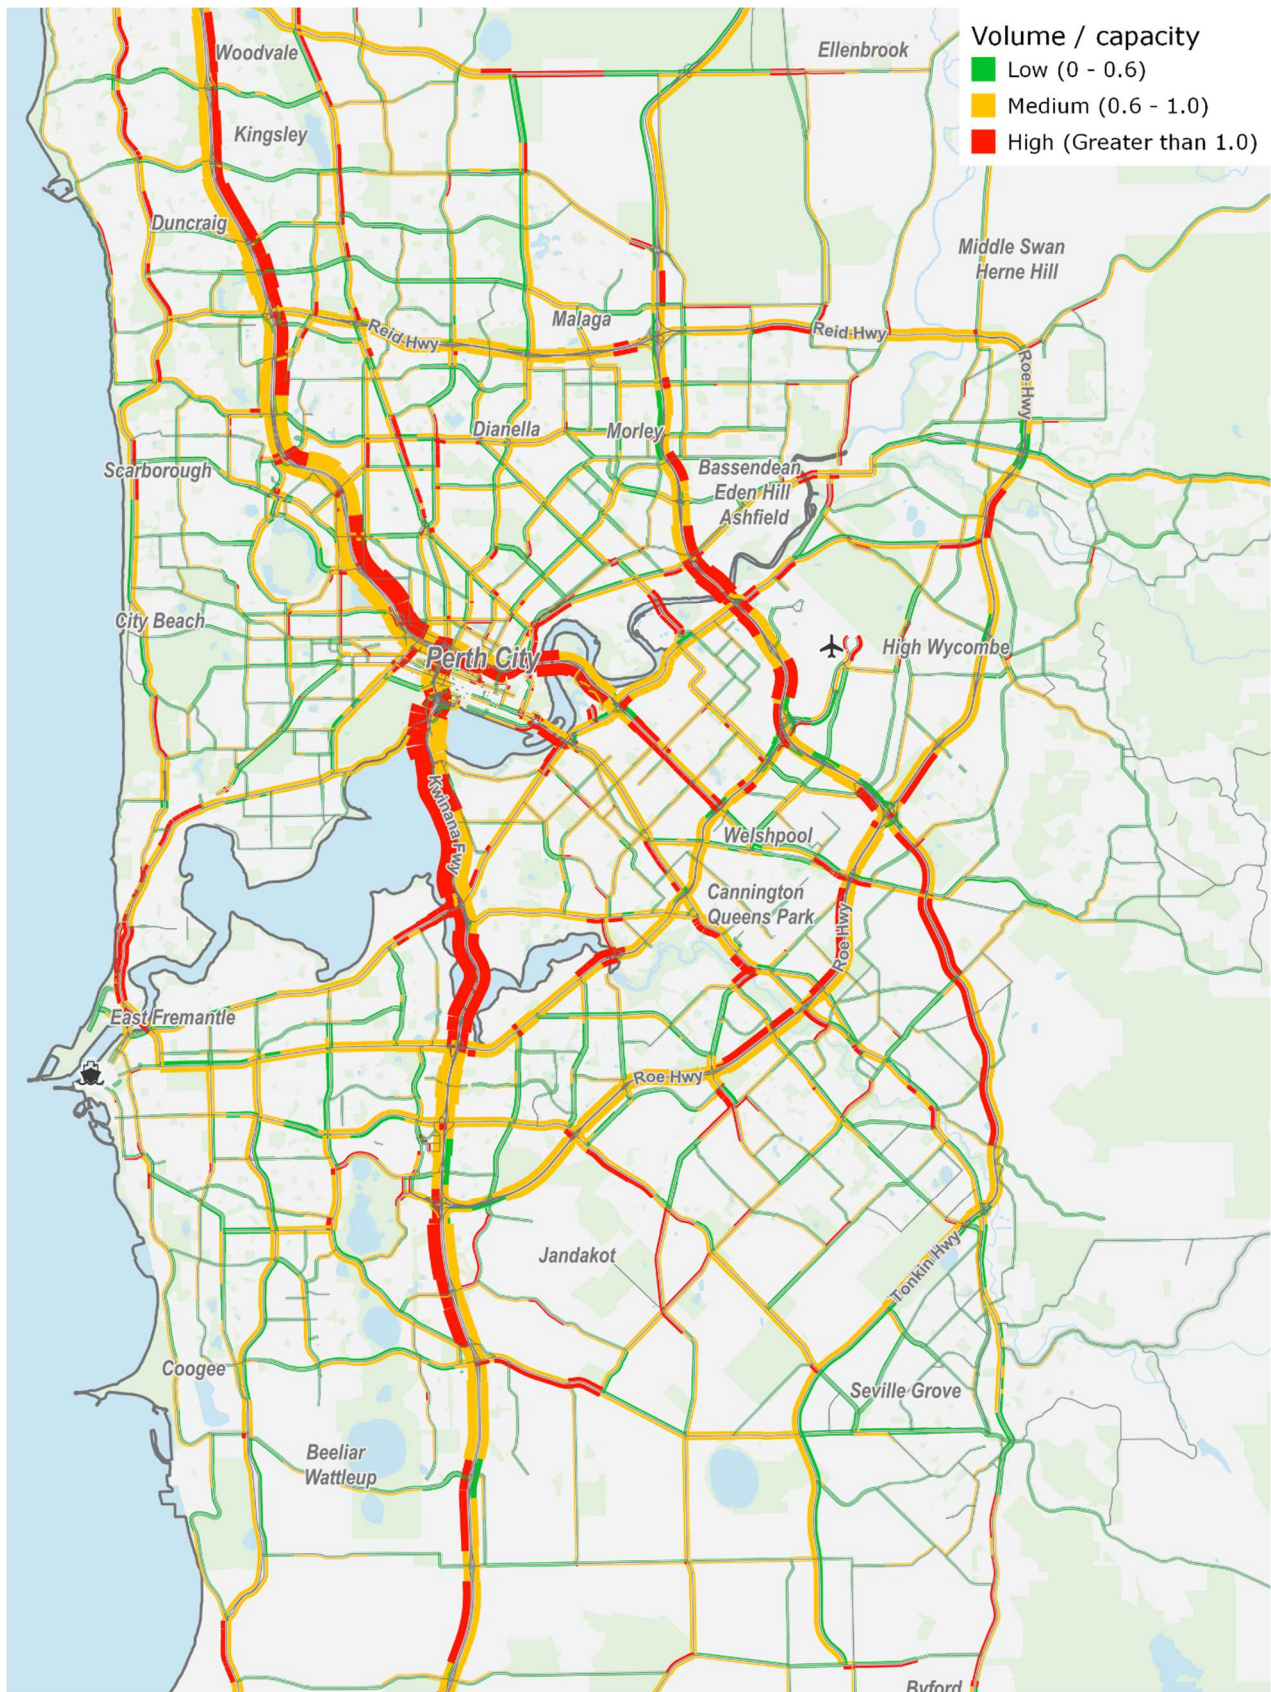 Volume / capacity
Low (0 - 0.6)
Medium (0.6 - 1.0)
High (Greater than 1.0)
Woodvale
Ellenbrook
Kingsley
Duncraig
Middle Swan
Herne Hill
Malaga
Reid Hwy
Reid Hwy
Roe Hwy
Dianella
Morley
Scarborough
Bassendean
Eden Hill
Ashfield
City Beach
Perth City
High Wycombe
Kwinana Fwy
Welshpool
Cannington
Queens Park
Roe Hwy
East Fremantle
Roe Hwy
Jandakot
Tonkin Hwy
Coogee
Seville Grove
Beeliar
Wattleup
Byford